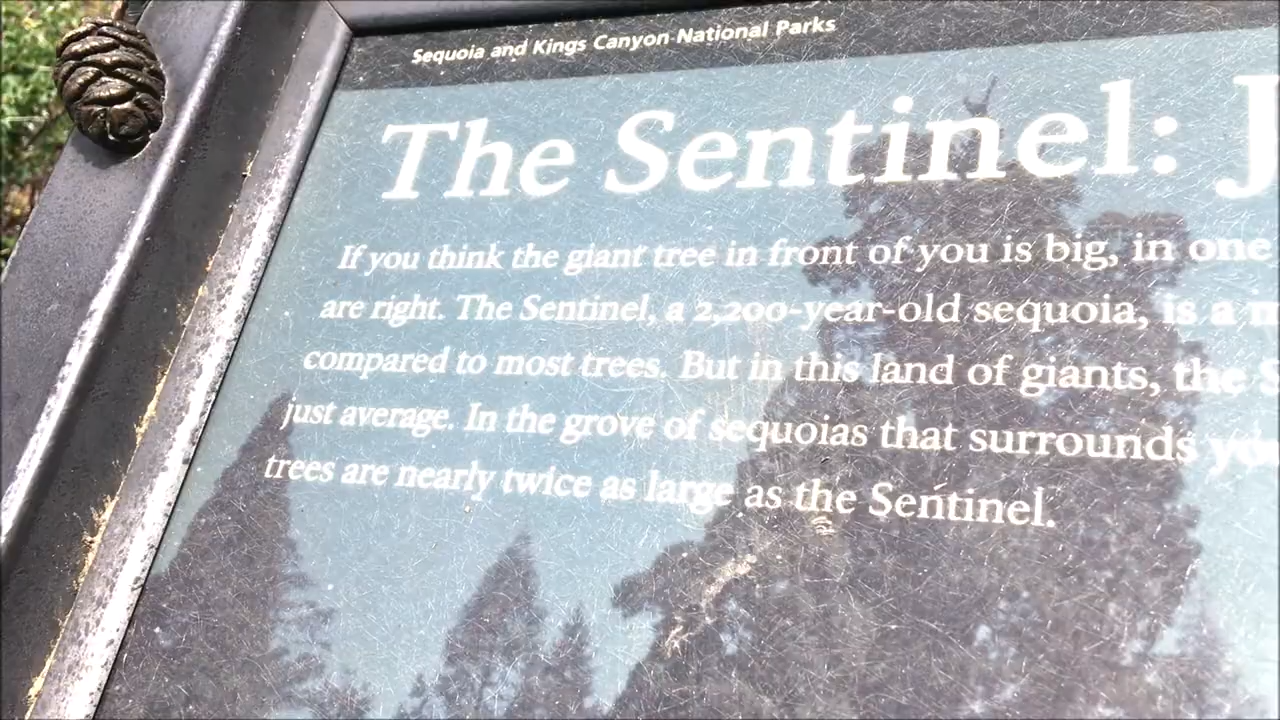 Sequoia and Kings Canyon National Parks
The Sentinel: J
If you think the giant tree in front of you is big, in one
are right. The Sentinel, a 2,200-year-old sequoia, is a
compared to most trees. But in this land of giants, the
just average. In the grove of sequoias that surrounds
trees are nearly twice as large as the Sentinel.